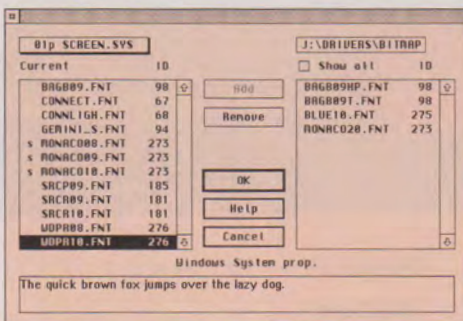 01p SCREEN.SYS
J:\DRIVERS\BITMAP
Current ID
Show all ID
BAGB09.FNT 98
CONNECT.FNT 67
CONNLIGH.FNT 68
GEMINI_S.FNT 94
s MONACO08.FNT 273
s MONACO09.FNT 273
s MONACO10.FNT 273
SRCP09.FNT 185
SRCR09.FNT 181
SRCR10.FNT 181
WDPR08.FNT 276
WDPR10.FNT 276
Add
Remove
OK
Help
Cancel
BAGB09HP.FNT 98
BAGB09T.FNT 98
BLUE10.FNT 275
MONACO20.FNT 273
Windows System prop.
The quick brown fox jumps over the lazy dog.